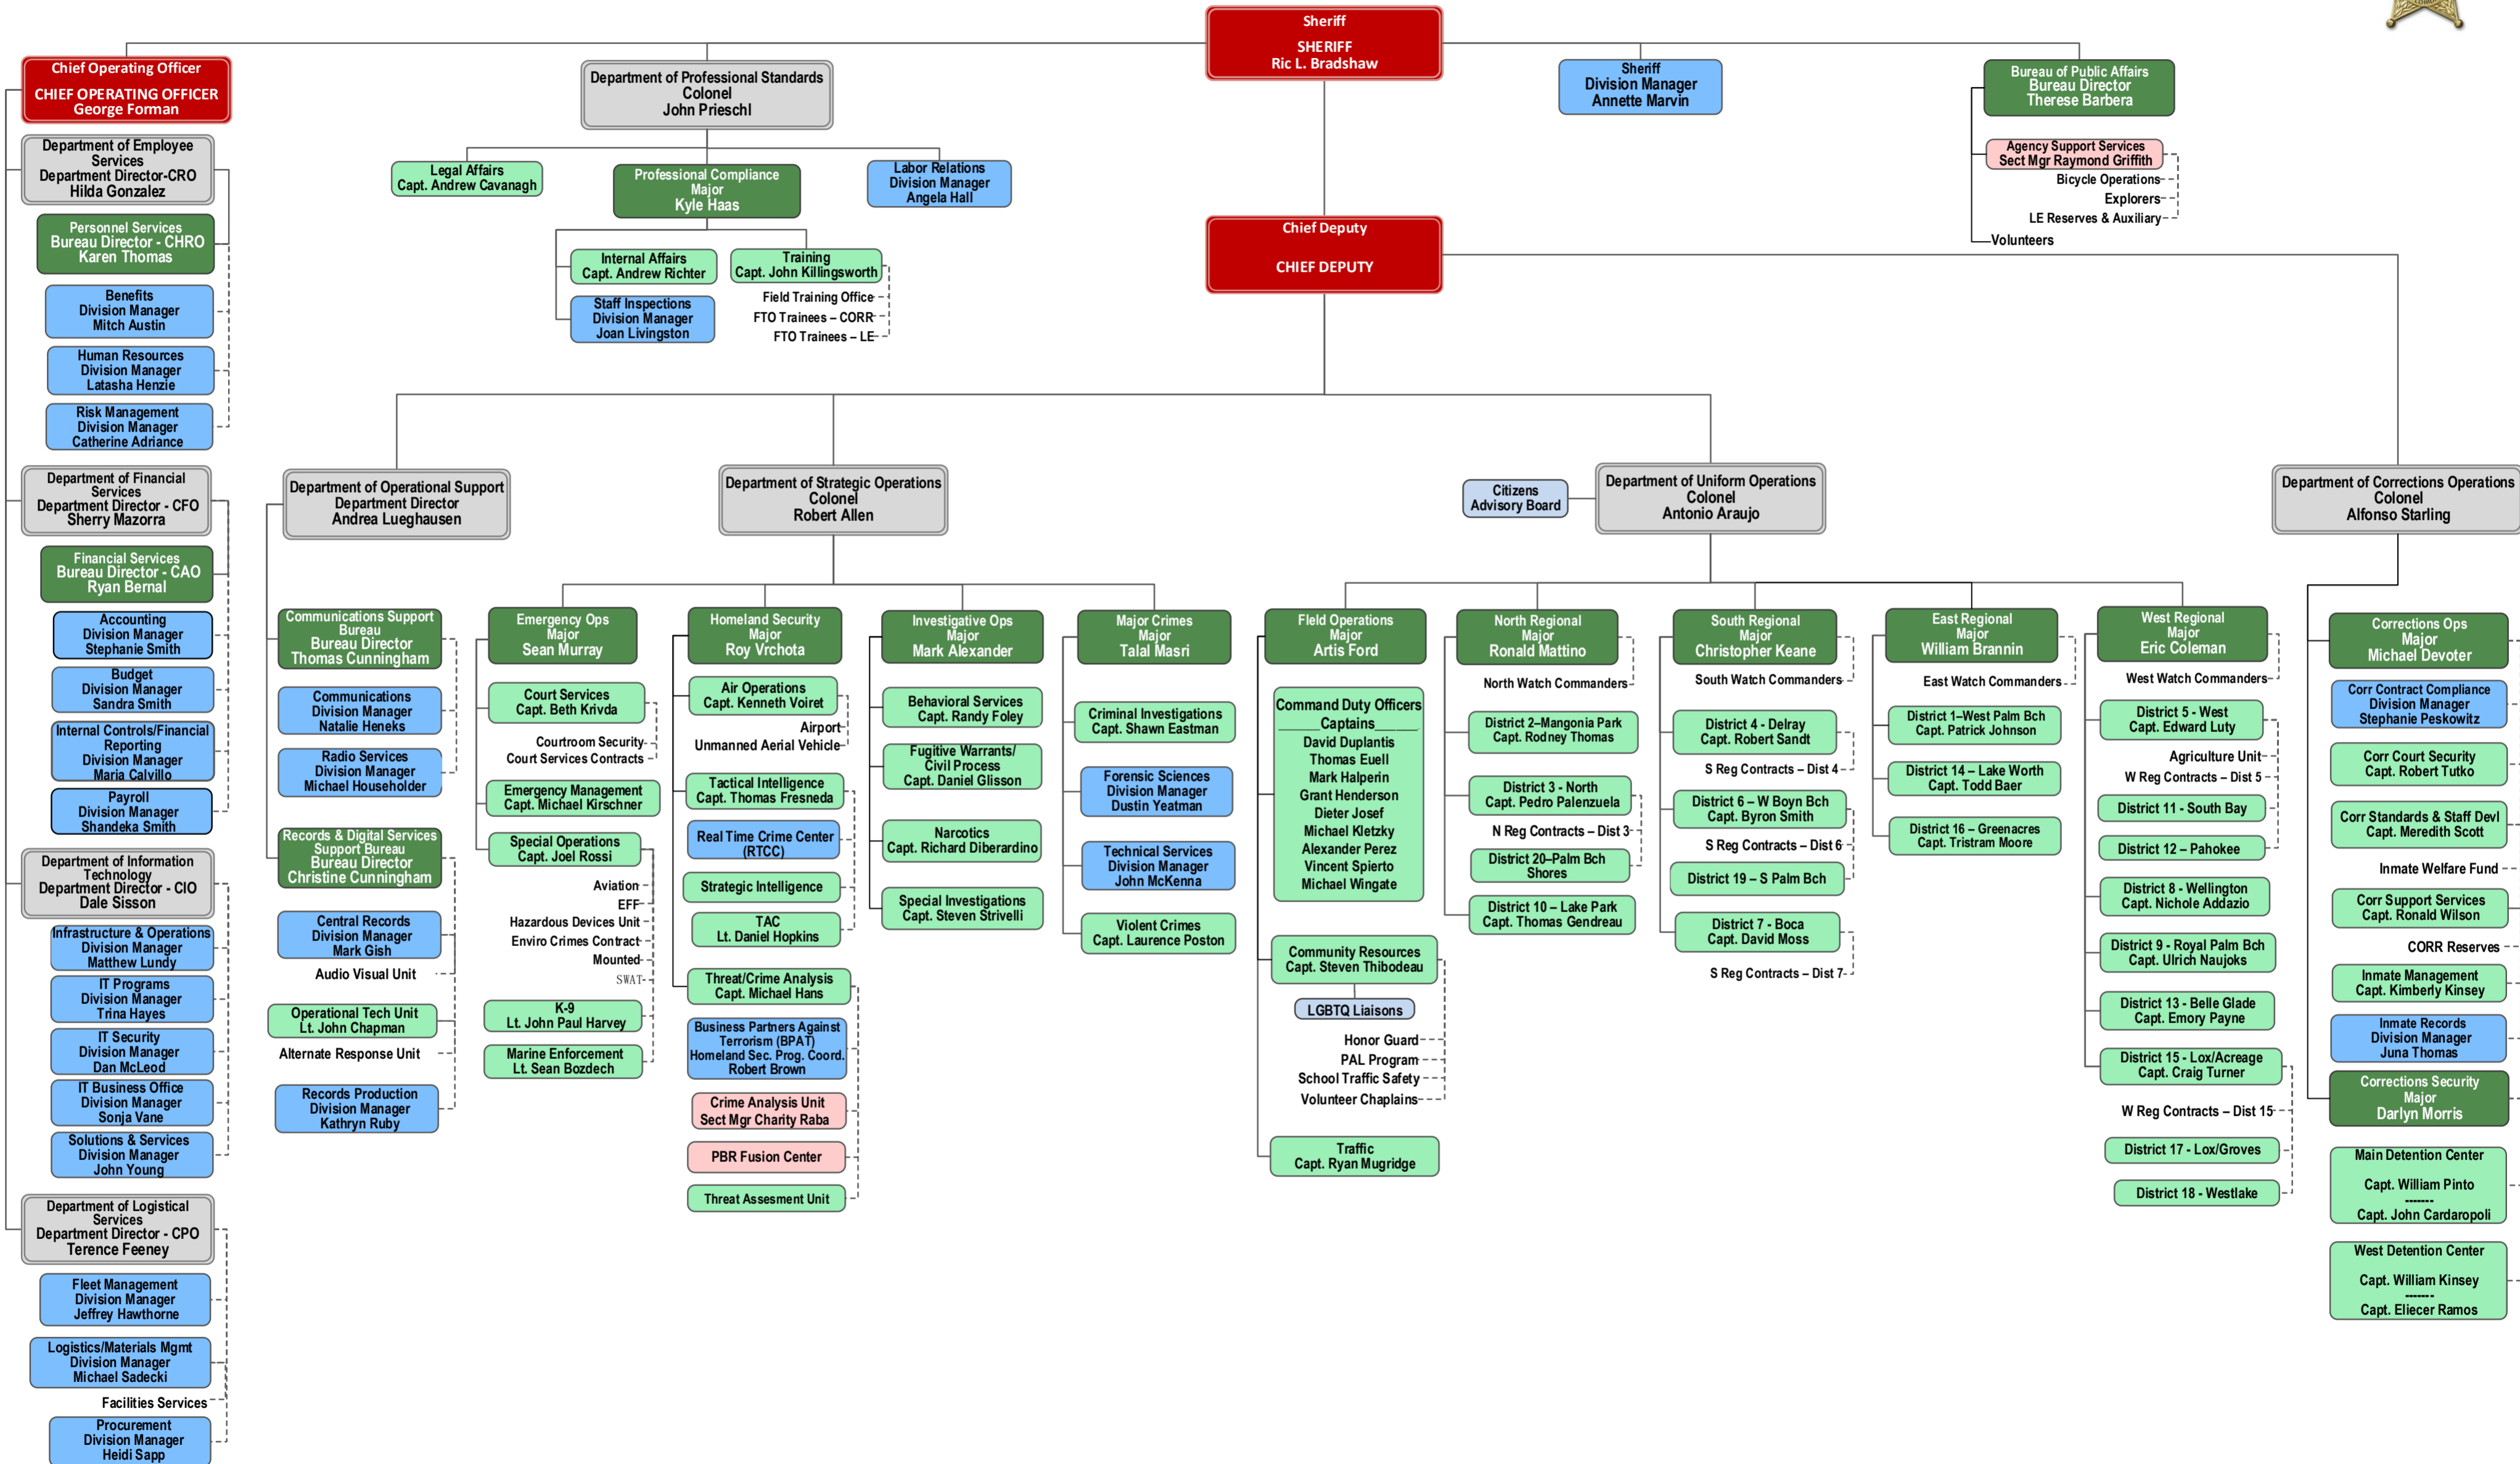 Sheriff
SHERIFF
Ric L. Bradshaw
Chief Operating Officer
CHIEF OPERATING OFFICER
George Forman
Department of Professional Standards
Colonel
John Prieschl
Sheriff
Division Manager
Annette Marvin
Bureau of Public Affairs
Bureau Director
Therese Barbera
Agency Support Services
Sect Mgr Raymond Griffith
Bicycle Operations
Explorers
LE Reserves & Auxiliary
Volunteers
Legal Affairs
Capt. Andrew Cavanagh
Professional Compliance
Major
Kyle Haas
Labor Relations
Division Manager
Angela Hall
Internal Affairs
Capt. Andrew Richter
Staff Inspections
Division Manager
Joan Livingston
Training
Capt. John Killingsworth
Field Training Office
FTO Trainees – CORR
FTO Trainees – LE
Chief Deputy
CHIEF DEPUTY
Department of Employee
Services
Department Director-CRO
Hilda Gonzalez
Personnel Services
Bureau Director - CHRO
Karen Thomas
Benefits
Division Manager
Mitch Austin
Human Resources
Division Manager
Latasha Henzie
Risk Management
Division Manager
Catherine Adriance
Department of Financial
Services
Department Director - CFO
Sherry Mazorra
Financial Services
Bureau Director - CAO
Ryan Bernal
Accounting
Division Manager
Stephanie Smith
Budget
Division Manager
Sandra Smith
Internal Controls/Financial
Reporting
Division Manager
Maria Calvillo
Payroll
Division Manager
Shandeka Smith
Department of Information
Technology
Department Director - CIO
Dale Sisson
Infrastructure & Operations
Division Manager
Matthew Lundy
IT Programs
Division Manager
Trina Hayes
IT Security
Division Manager
Dan McLeod
IT Business Office
Division Manager
Sonja Vane
Solutions & Services
Division Manager
John Young
Department of Logistical
Services
Department Director - CPO
Terence Feeney
Fleet Management
Division Manager
Jeffrey Hawthorne
Logistics/Materials Mgmt
Division Manager
Michael Sadecki
Facilities Services
Procurement
Division Manager
Heidi Sapp
Department of Operational Support
Department Director
Andrea Lueghausen
Communications Support
Bureau
Bureau Director
Thomas Cunningham
Communications
Division Manager
Natalie Heneks
Radio Services
Division Manager
Michael Householder
Records & Digital Services
Support Bureau
Bureau Director
Christine Cunningham
Central Records
Division Manager
Mark Gish
Audio Visual Unit
Operational Tech Unit
Lt. John Chapman
Alternate Response Unit
Records Production
Division Manager
Kathryn Ruby
Department of Strategic Operations
Colonel
Robert Allen
Emergency Ops
Major
Sean Murray
Court Services
Capt. Beth Krivda
Courtroom Security
Court Services Contracts
Emergency Management
Capt. Michael Kirschner
Special Operations
Capt. Joel Rossi
Aviation
EFF
Hazardous Devices Unit
Enviro Crimes Contract
Mounted
SWAT
K-9
Lt. John Paul Harvey
Marine Enforcement
Lt. Sean Bozdech
Homeland Security
Major
Roy Vrchota
Air Operations
Capt. Kenneth Voiret
Airport
Unmanned Aerial Vehicle
Tactical Intelligence
Capt. Thomas Fresneda
Real Time Crime Center
(RTCC)
Strategic Intelligence
TAC
Lt. Daniel Hopkins
Threat/Crime Analysis
Capt. Michael Hans
Business Partners Against
Terrorism (BPAT)
Homeland Sec. Prog. Coord.
Robert Brown
Crime Analysis Unit
Sect Mgr Charity Raba
PBR Fusion Center
Threat Assesment Unit
Investigative Ops
Major
Mark Alexander
Behavioral Services
Capt. Randy Foley
Fugitive Warrants/
Civil Process
Capt. Daniel Glisson
Narcotics
Capt. Richard Diberardino
Special Investigations
Capt. Steven Strivelli
Major Crimes
Major
Talal Masri
Criminal Investigations
Capt. Shawn Eastman
Forensic Sciences
Division Manager
Dustin Yeatman
Technical Services
Division Manager
John McKenna
Violent Crimes
Capt. Laurence Poston
Citizens
Advisory Board
Department of Uniform Operations
Colonel
Antonio Araujo
FIeld Operations
Major
Artis Ford
Command Duty Officers
______Captains______
David Duplantis
Thomas Euell
Mark Halperin
Grant Henderson
Dieter Josef
Michael Kletzky
Alexander Perez
Vincent Spierto
Michael Wingate
Community Resources
Capt. Steven Thibodeau
LGBTQ Liaisons
Honor Guard
PAL Program
School Traffic Safety
Volunteer Chaplains
Traffic
Capt. Ryan Mugridge
North Regional
Major
Ronald Mattino
North Watch Commanders
District 2–Mangonia Park
Capt. Rodney Thomas
District 3 - North
Capt. Pedro Palenzuela
N Reg Contracts – Dist 3
District 20–Palm Bch
Shores
District 10 – Lake Park
Capt. Thomas Gendreau
South Regional
Major
Christopher Keane
South Watch Commanders
District 4 - Delray
Capt. Robert Sandt
S Reg Contracts – Dist 4
District 6 – W Boyn Bch
Capt. Byron Smith
S Reg Contracts – Dist 6
District 19 – S Palm Bch
District 7 - Boca
Capt. David Moss
S Reg Contracts – Dist 7
East Regional
Major
William Brannin
East Watch Commanders
District 1–West Palm Bch
Capt. Patrick Johnson
District 14 – Lake Worth
Capt. Todd Baer
District 16 – Greenacres
Capt. Tristram Moore
West Regional
Major
Eric Coleman
West Watch Commanders
District 5 - West
Capt. Edward Luty
Agriculture Unit
W Reg Contracts – Dist 5
District 11 - South Bay
District 12 – Pahokee
District 8 - Wellington
Capt. Nichole Addazio
District 9 - Royal Palm Bch
Capt. Ulrich Naujoks
District 13 - Belle Glade
Capt. Emory Payne
District 15 - Lox/Acreage
Capt. Craig Turner
W Reg Contracts – Dist 15
District 17 - Lox/Groves
District 18 - Westlake
Department of Corrections Operations
Colonel
Alfonso Starling
Corrections Ops
Major
Michael Devoter
Corr Contract Compliance
Division Manager
Stephanie Peskowitz
Corr Court Security
Capt. Robert Tutko
Corr Standards & Staff Devl
Capt. Meredith Scott
Inmate Welfare Fund
Corr Support Services
Capt. Ronald Wilson
CORR Reserves
Inmate Management
Capt. Kimberly Kinsey
Inmate Records
Division Manager
Juna Thomas
Corrections Security
Major
Darlyn Morris
Main Detention Center
Capt. William Pinto
-------
Capt. John Cardaropoli
West Detention Center
Capt. William Kinsey
-------
Capt. Eliecer Ramos